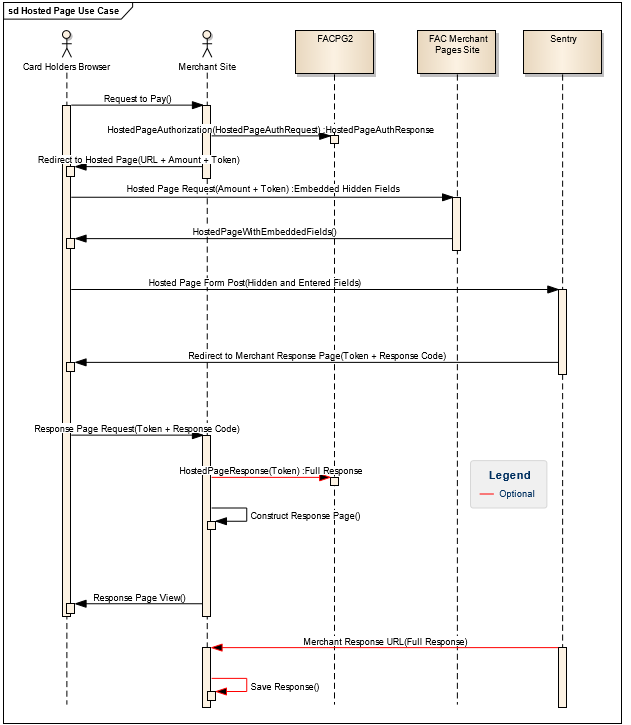 sd Hosted Page Use Case
Card Holders Browser
Merchant Site
FACPG2
FAC Merchant
Pages Site
Sentry
Request to Pay()
HostedPageAuthorization(HostedPageAuthRequest) :HostedPageAuthResponse
Redirect to Hosted Page(URL + Amount + Token)
Hosted Page Request(Amount + Token) :Embedded Hidden Fields
HostedPageWithEmbeddedFields()
Hosted Page Form Post(Hidden and Entered Fields)
Redirect to Merchant Response Page(Token + Response Code)
Response Page Request(Token + Response Code)
HostedPageResponse(Token) :Full Response
Legend
Optional
Construct Response Page()
Response Page View()
Merchant Response URL(Full Response)
Save Response()